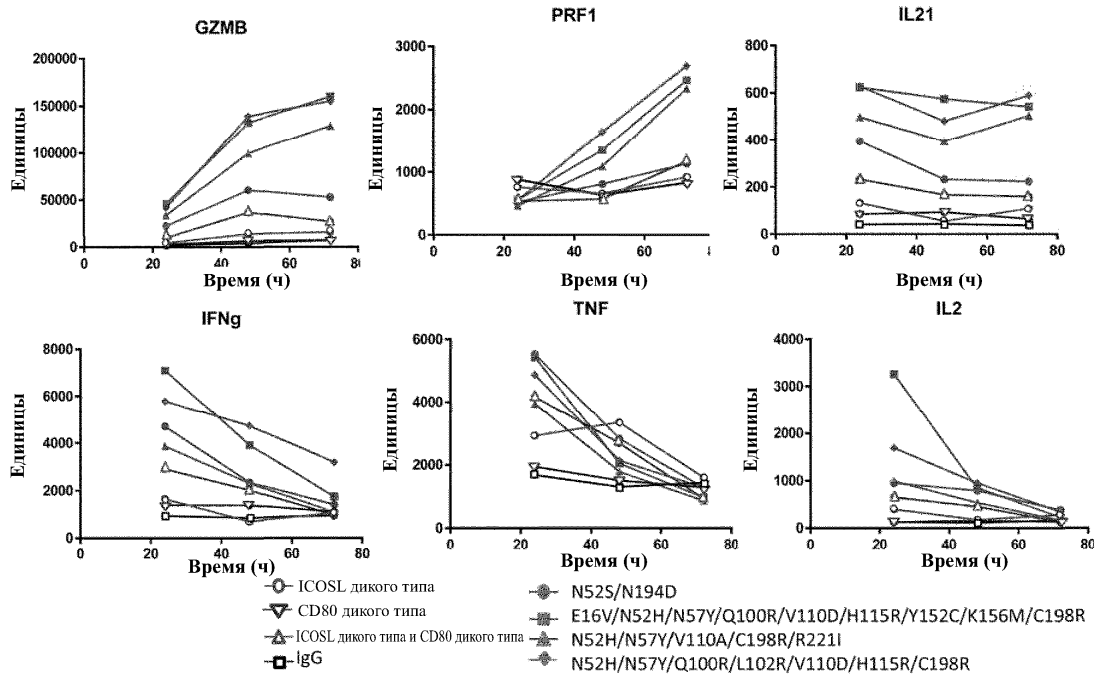 GZMB
PRF1
IL21
200000
150000
100000
50000
0
Единицы
0
20
40
60
80
Время (ч)
3000
2000
1000
0
Единицы
0
20
40
60
Время (ч)
800
600
400
200
0
Единицы
0
20
40
60
80
Время (ч)
IFNg
TNF
IL2
8000
6000
4000
2000
0
Единицы
0
20
40
60
80
Время (ч)
6000
4000
2000
0
Единицы
0
20
40
60
80
Время (ч)
4000
3000
2000
1000
0
Единицы
0
20
40
60
80
Время (ч)
ICOSL дикого типа
CD80 дикого типа
ICOSL дикого типа и CD80 дикого типа
IgG
N52S/N194D
E16V/N52H/N57Y/Q100R/V110D/H115R/Y152C/K156M/C198R
N52H/N57Y/V110A/C198R/R221I
N52H/N57Y/Q100R/L102R/V110D/H115R/C198R